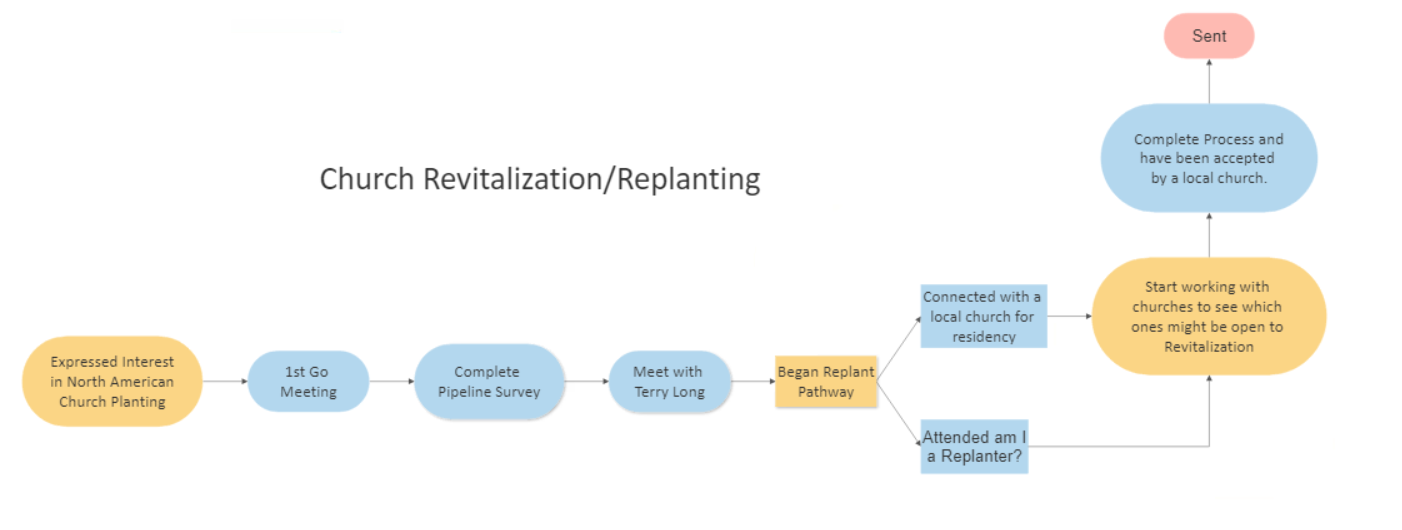 Sent
Complete Process and
have been accepted
by a local church.
Church Revitalization/Replanting
Start working with
churches to see which
ones might be open to
Revitalization
Connected with a
local church for
residency
Expressed Interest
in North American
Church Planting
1st Go
Meeting
Complete
Pipeline Survey
Meet with
Terry Long
Began Replant
Pathway
Attended am I
a Replanter?